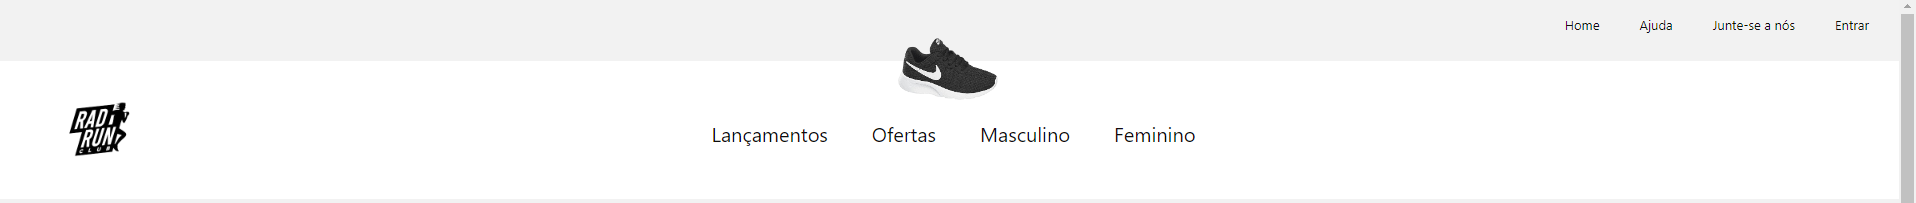 Home Ajuda Junte-se a nós Entrar
RAD
RUN
CLUB
Lançamentos Ofertas Masculino Feminino